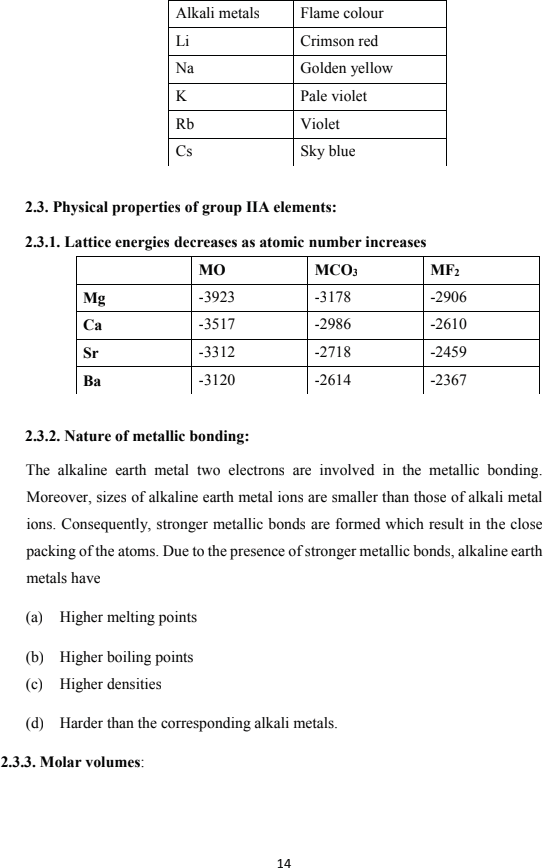 Alkali metals Flame colour
Li Crimson red
Na Golden yellow
K Pale violet
Rb Violet
Cs Sky blue
2.3. Physical properties of group IIA elements:
2.3.1. Lattice energies decreases as atomic number increases
MO MCO₃ MF₂
Mg -3923 -3178 -2906
Ca -3517 -2986 -2610
Sr -3312 -2718 -2459
Ba -3120 -2614 -2367
2.3.2. Nature of metallic bonding:
The alkaline earth metal two electrons are involved in the metallic bonding.
Moreover, sizes of alkaline earth metal ions are smaller than those of alkali metal
ions. Consequently, stronger metallic bonds are formed which result in the close
packing of the atoms. Due to the presence of stronger metallic bonds, alkaline earth
metals have
(a) Higher melting points
(b) Higher boiling points
(c) Higher densities
(d) Harder than the corresponding alkali metals.
2.3.3. Molar volumes:
14